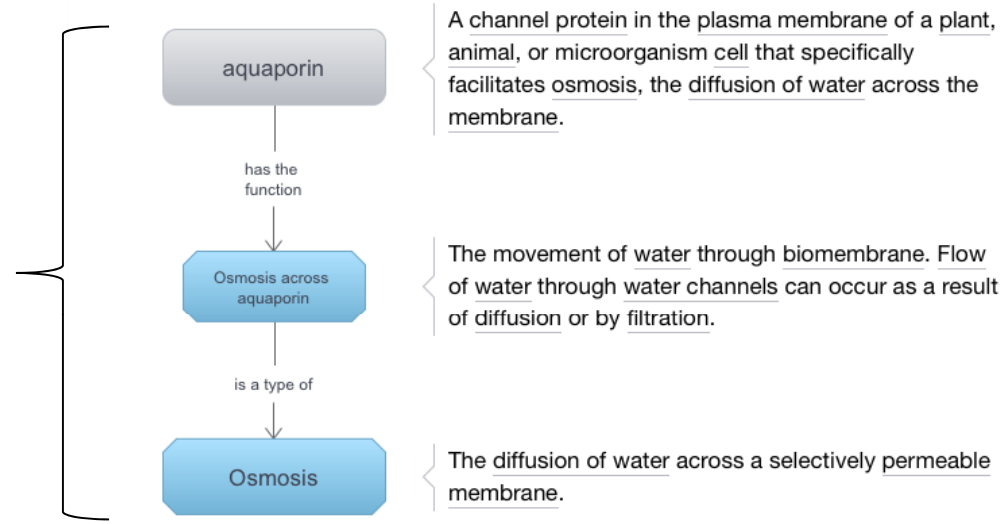 aquaporin
A channel protein in the plasma membrane of a plant,
animal, or microorganism cell that specifically
facilitates osmosis, the diffusion of water across the
membrane.
has the
function
Osmosis across
aquaporin
The movement of water through biomembrane. Flow
of water through water channels can occur as a result
of diffusion or by filtration.
is a type of
Osmosis
The diffusion of water across a selectively permeable
membrane.